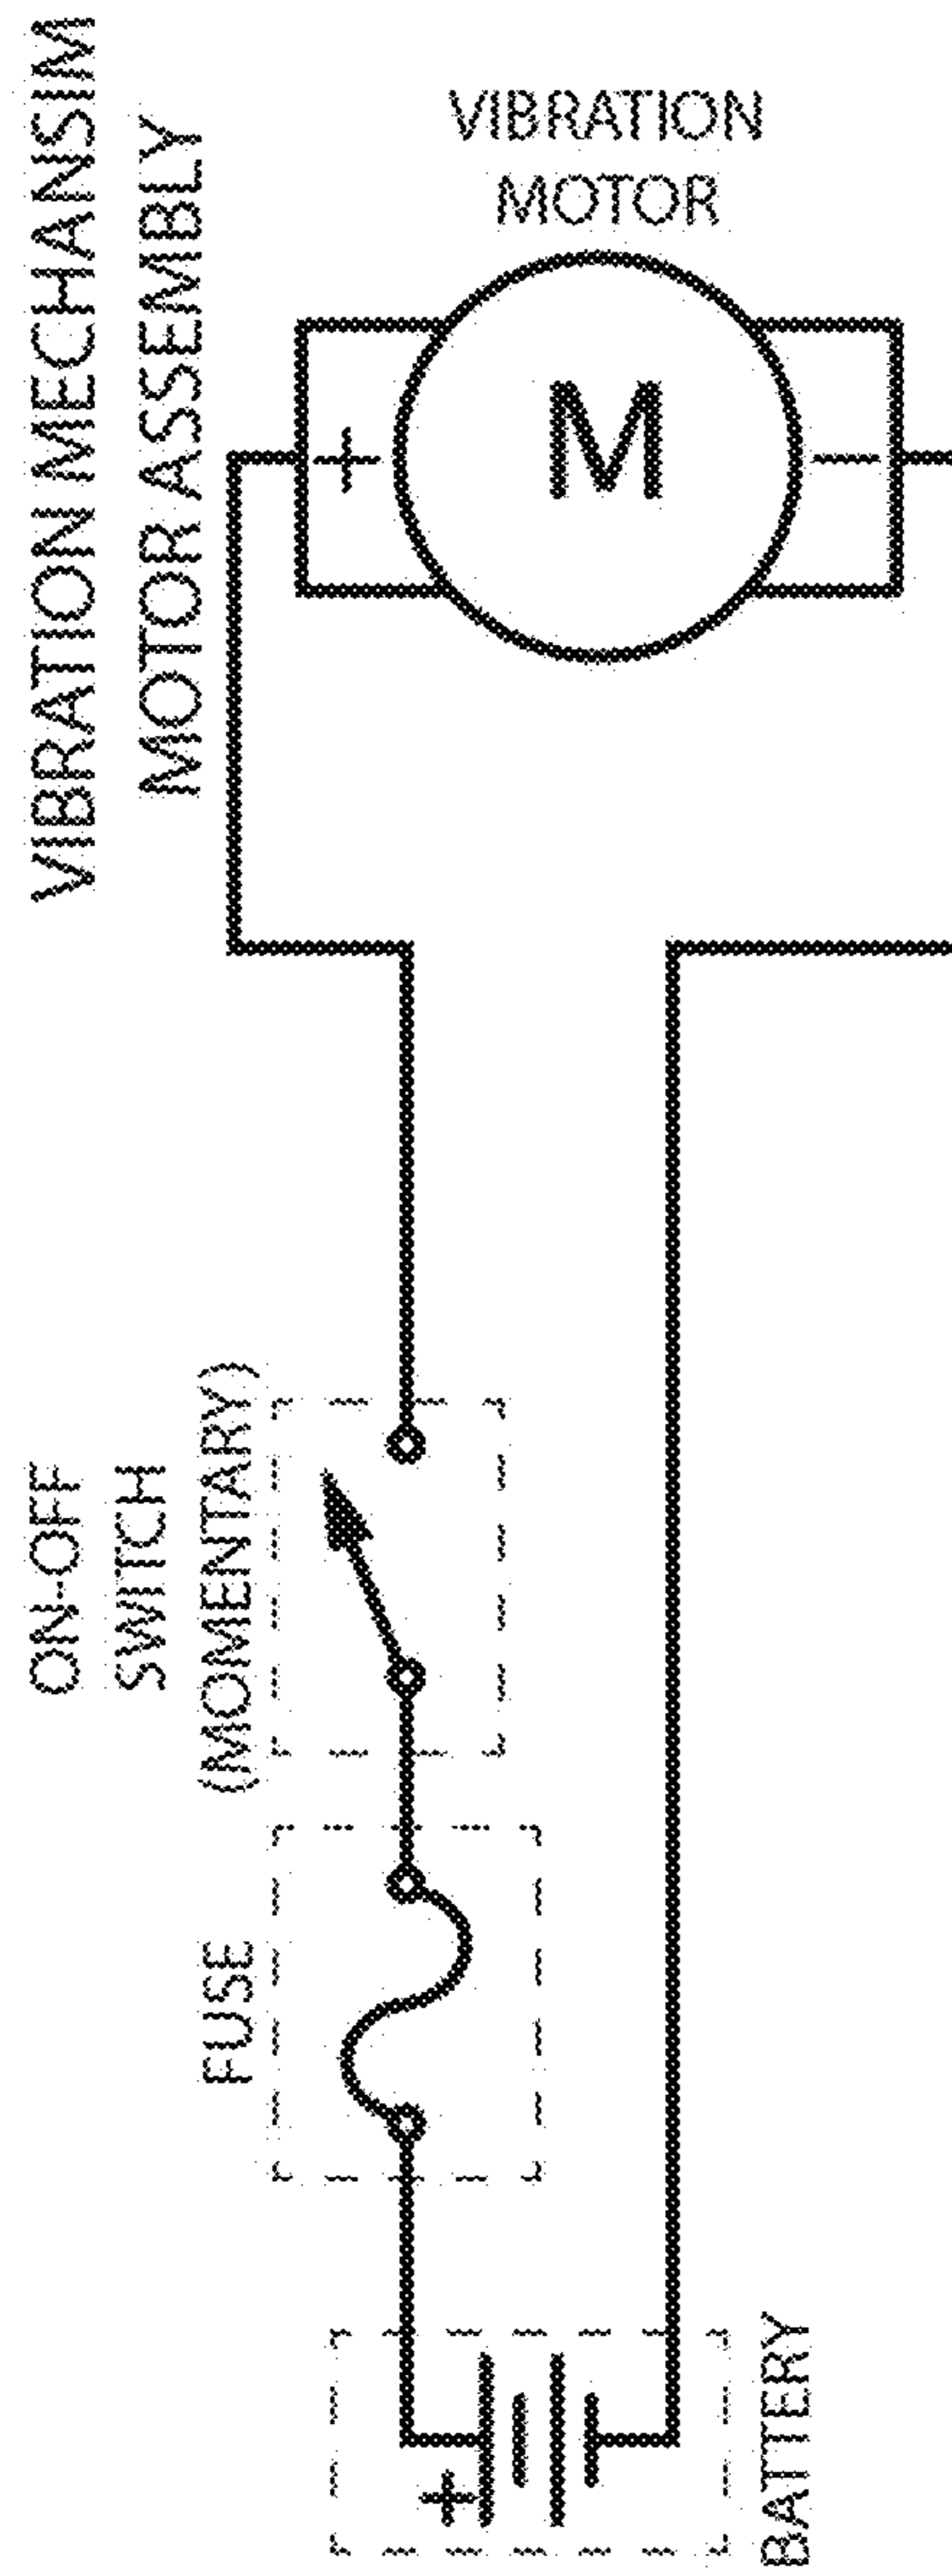 VIBRATION MECHANSIM
MOTOR ASSEMBLY
VIBRATION
MOTOR
+
M
−
ON-OFF
SWITCH
(MOMENTARY)
FUSE
+
BATTERY